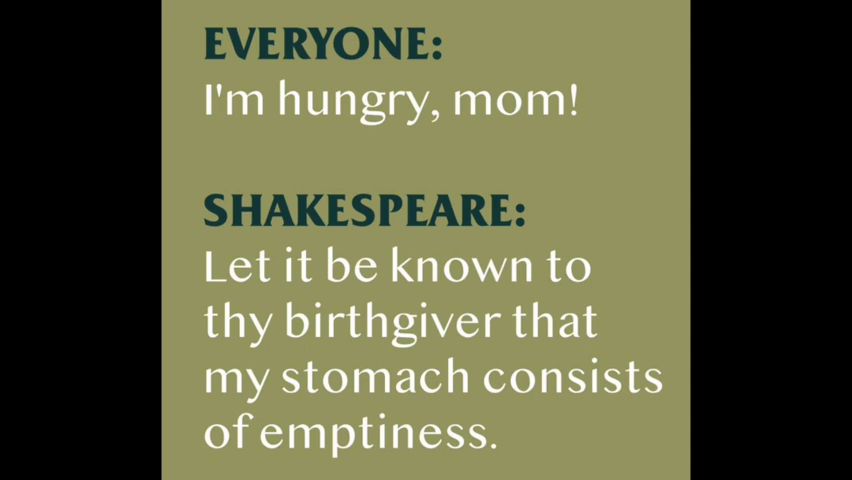 EVERYONE:
I'm hungry, mom!
SHAKESPEARE:
Let it be known to
thy birthgiver that
my stomach consists
of emptiness.